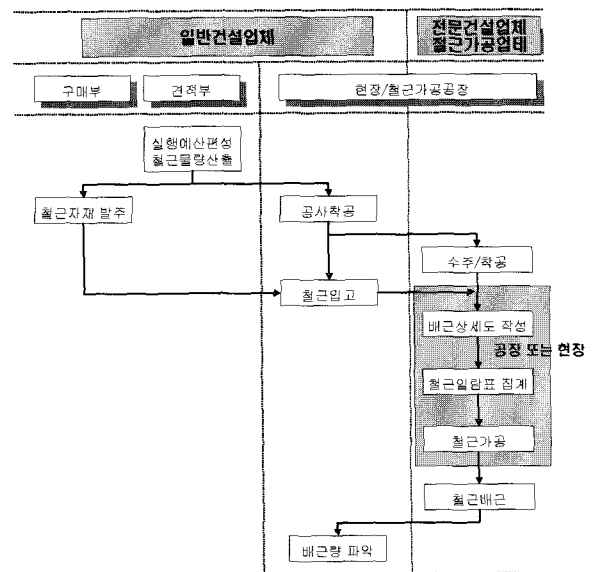 일반건설업체
전문건설업체
철근가공업태
구매부
견적부
현장/철근가공공장
실행예산편성
철근물량산출
철근자재 발주
공사착공
수주/착공
철근입고
배근상세도 작성
공장 또는 현장
철근일람표 집계
철근가공
철근배근
배근량 파악